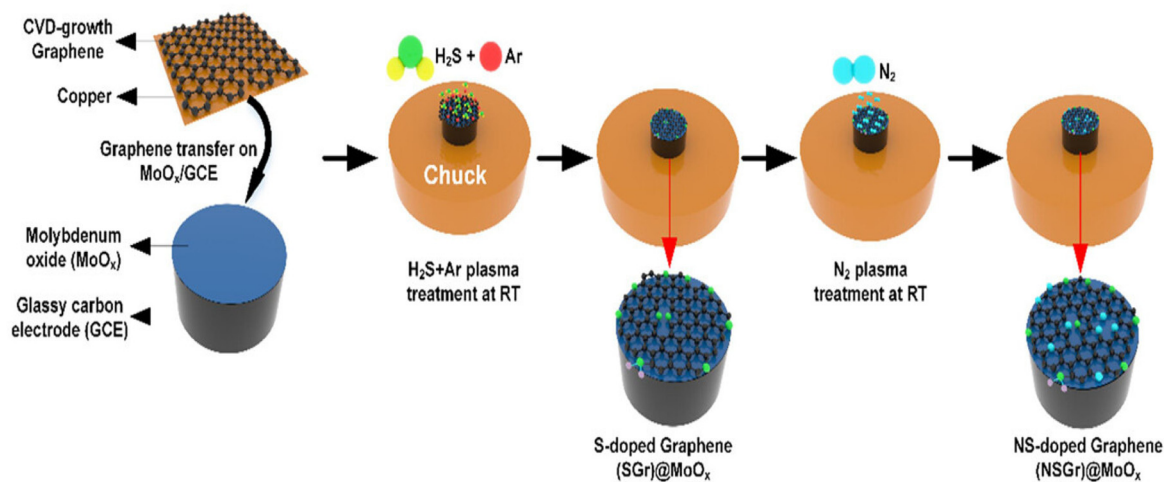 CVD-growth
Graphene
Copper
Graphene transfer on
MoOₓ/GCE
Molybdenum
oxide (MoOₓ)
Glassy carbon
electrode (GCE)
H₂S + Ar
Chuck
H₂S+Ar plasma
treatment at RT
S-doped Graphene
(SGr)@MoOₓ
N₂
N₂ plasma
treatment at RT
NS-doped Graphene
(NSGr)@MoOₓ